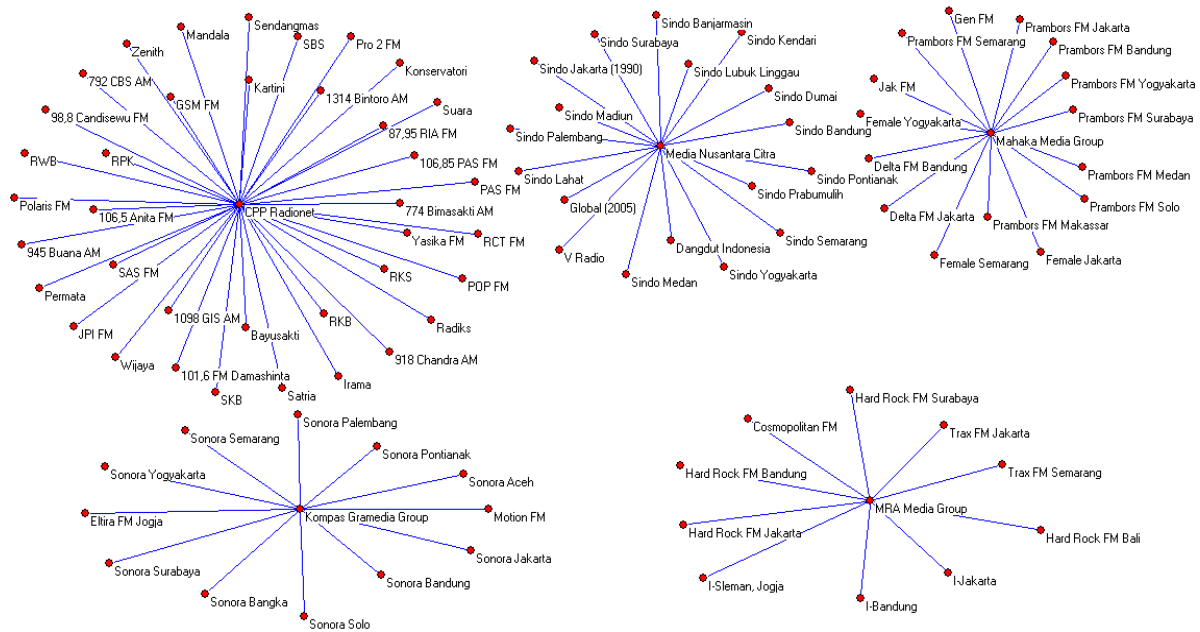 Sendangmas
Mandala
SBS
Pro 2 FM
Zenith
Konservatori
792 CBS AM
Kartini
GSM FM
1314 Bintoro AM
Suara
98,8 Candisewu FM
87,95 RIA FM
RWB
RPK
106,85 PAS FM
PAS FM
Polaris FM
106,5 Anita FM
CPP Radionet
774 Bimasakti AM
945 Buana AM
Yasika FM
RCT FM
SAS FM
RKS
POP FM
Permata
1098 GIS AM
RKB
Radiks
JPI FM
Bayusakti
Wijaya
918 Chandra AM
101,6 FM Damashinta
Irama
SKB
Satria
Sindo Banjarmasin
Sindo Surabaya
Sindo Kendari
Sindo Jakarta (1990)
Sindo Lubuk Linggau
Sindo Dumai
Sindo Madiun
Sindo Palembang
Sindo Bandung
Media Nusantara Citra
Sindo Lahat
Sindo Pontianak
Sindo Prabumulih
Global (2005)
Sindo Semarang
V Radio
Dangdut Indonesia
Sindo Medan
Sindo Yogyakarta
Gen FM
Prambors FM Jakarta
Prambors FM Semarang
Prambors FM Bandung
Jak FM
Prambors FM Yogyakarta
Female Yogyakarta
Prambors FM Surabaya
Mahaka Media Group
Delta FM Bandung
Prambors FM Medan
Prambors FM Solo
Delta FM Jakarta
Prambors FM Makassar
Female Semarang
Female Jakarta
Sonora Palembang
Sonora Semarang
Sonora Pontianak
Sonora Yogyakarta
Sonora Aceh
Eltira FM Jogja
Kompas Gramedia Group
Motion FM
Sonora Jakarta
Sonora Surabaya
Sonora Bandung
Sonora Bangka
Sonora Solo
Hard Rock FM Surabaya
Cosmopolitan FM
Trax FM Jakarta
Hard Rock FM Bandung
Trax FM Semarang
MRA Media Group
Hard Rock FM Jakarta
Hard Rock FM Bali
I-Sleman, Jogja
I-Jakarta
I-Bandung